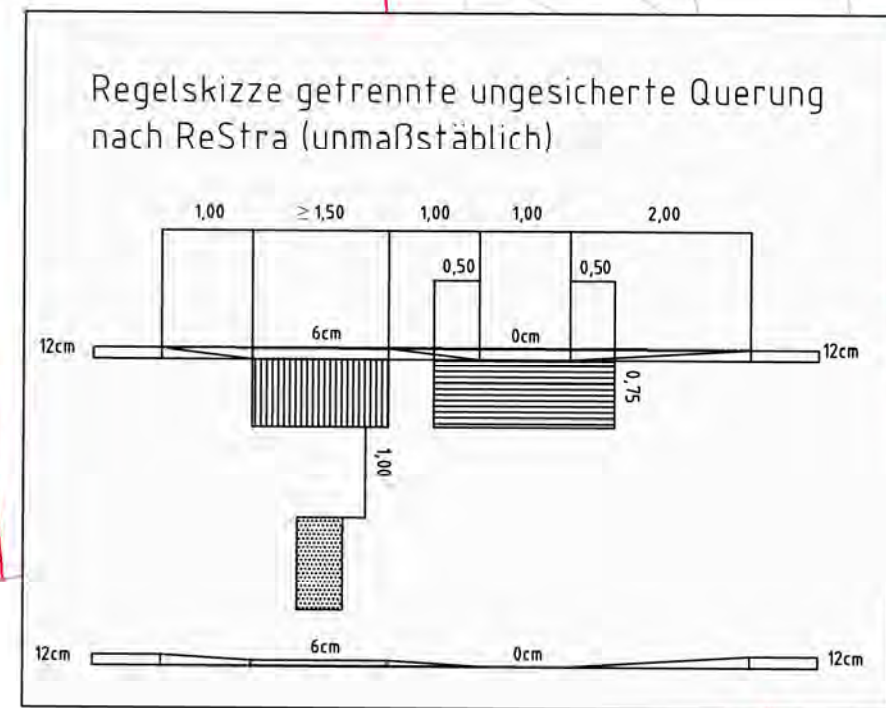 Regelskizze getrennte ungesicherte Querung
nach ReStra (unmaßstäblich)
1,00 ≥1,50 1,00 1,00 2,00
0,50 0,50
12cm 6cm 0cm 12cm
0,75
1,00
12cm 6cm 0cm 12cm